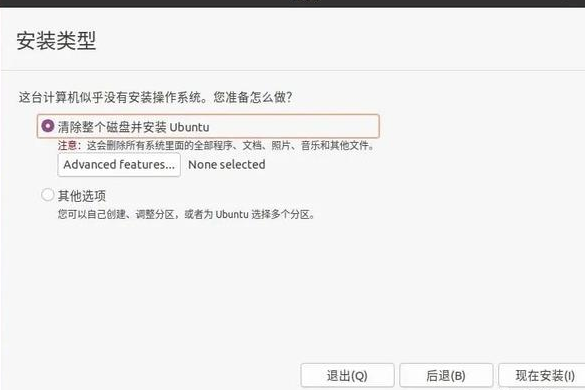 安装类型
这台计算机似乎没有安装操作系统。您准备怎么做？
清除整个磁盘并安装 Ubuntu
注意：这会删除所有系统里面的全部程序、文档、照片、音乐和其他文件。
Advanced features... None selected
其他选项
您可以自己创建、调整分区，或者为 Ubuntu 选择多个分区。
退出(Q) 后退(B) 现在安装(I)